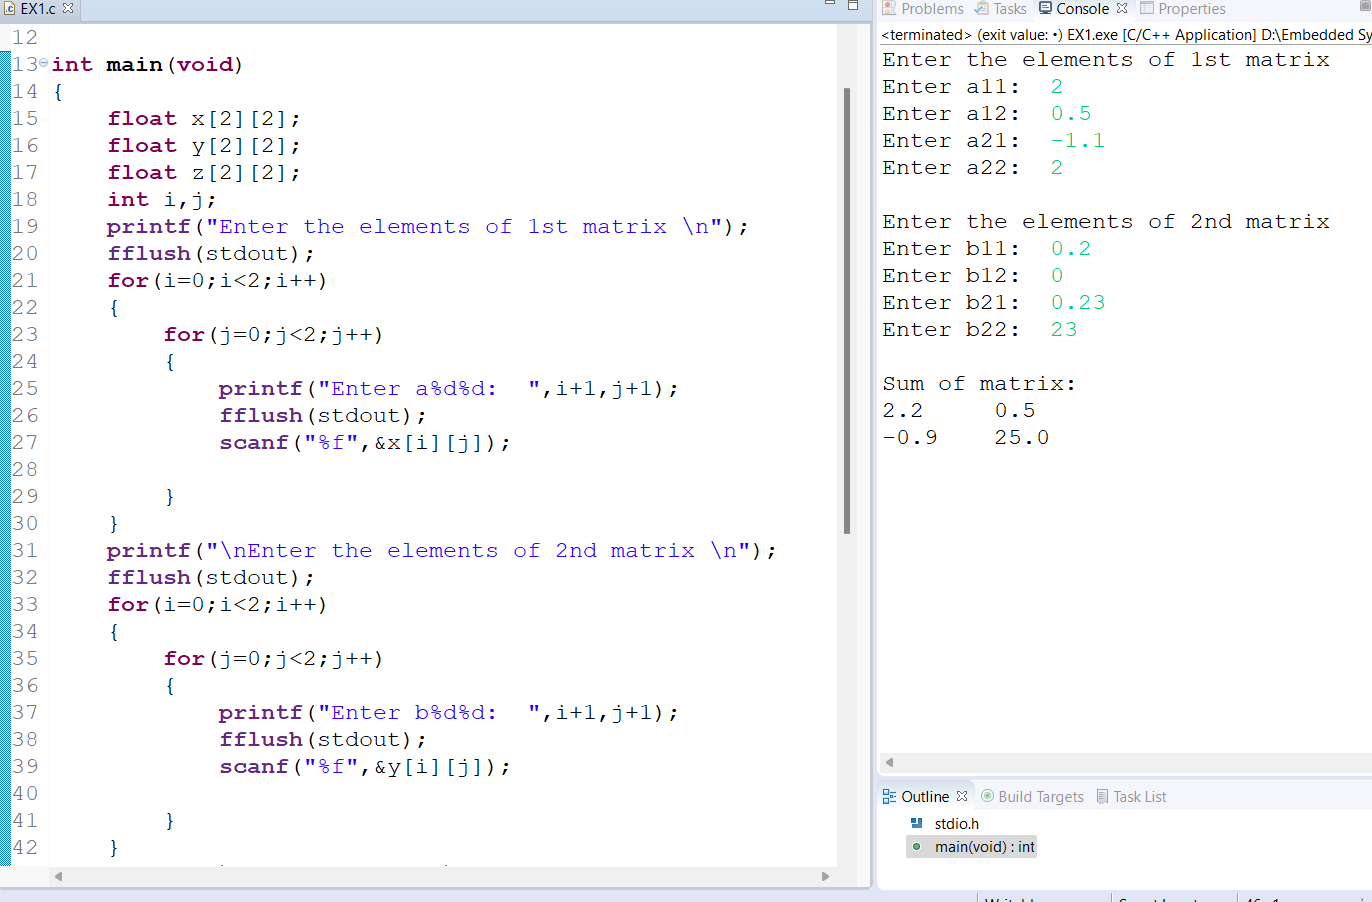 EX1.c
12
13 int main(void)
14 {
15 float x[2][2];
16 float y[2][2];
17 float z[2][2];
18 int i,j;
19 printf("Enter the elements of 1st matrix \n");
20 fflush(stdout);
21 for(i=0;i<2;i++)
22 {
23 for(j=0;j<2;j++)
24 {
25 printf("Enter a%d%d:  ",i+1,j+1);
26 fflush(stdout);
27 scanf("%f",&x[i][j]);
28
29 }
30 }
31 printf("\nEnter the elements of 2nd matrix \n");
32 fflush(stdout);
33 for(i=0;i<2;i++)
34 {
35 for(j=0;j<2;j++)
36 {
37 printf("Enter b%d%d:  ",i+1,j+1);
38 fflush(stdout);
39 scanf("%f",&y[i][j]);
40
41 }
42 }
Problems Tasks Console Properties
<terminated> (exit value: •) EX1.exe [C/C++ Application] D:\Embedded Sy
Enter the elements of 1st matrix
Enter a11:  2
Enter a12:  0.5
Enter a21:  -1.1
Enter a22:  2
Enter the elements of 2nd matrix
Enter b11:  0.2
Enter b12:  0
Enter b21:  0.23
Enter b22:  23
Sum of matrix:
2.2     0.5
-0.9    25.0
Outline Build Targets Task List
stdio.h
main(void) : int